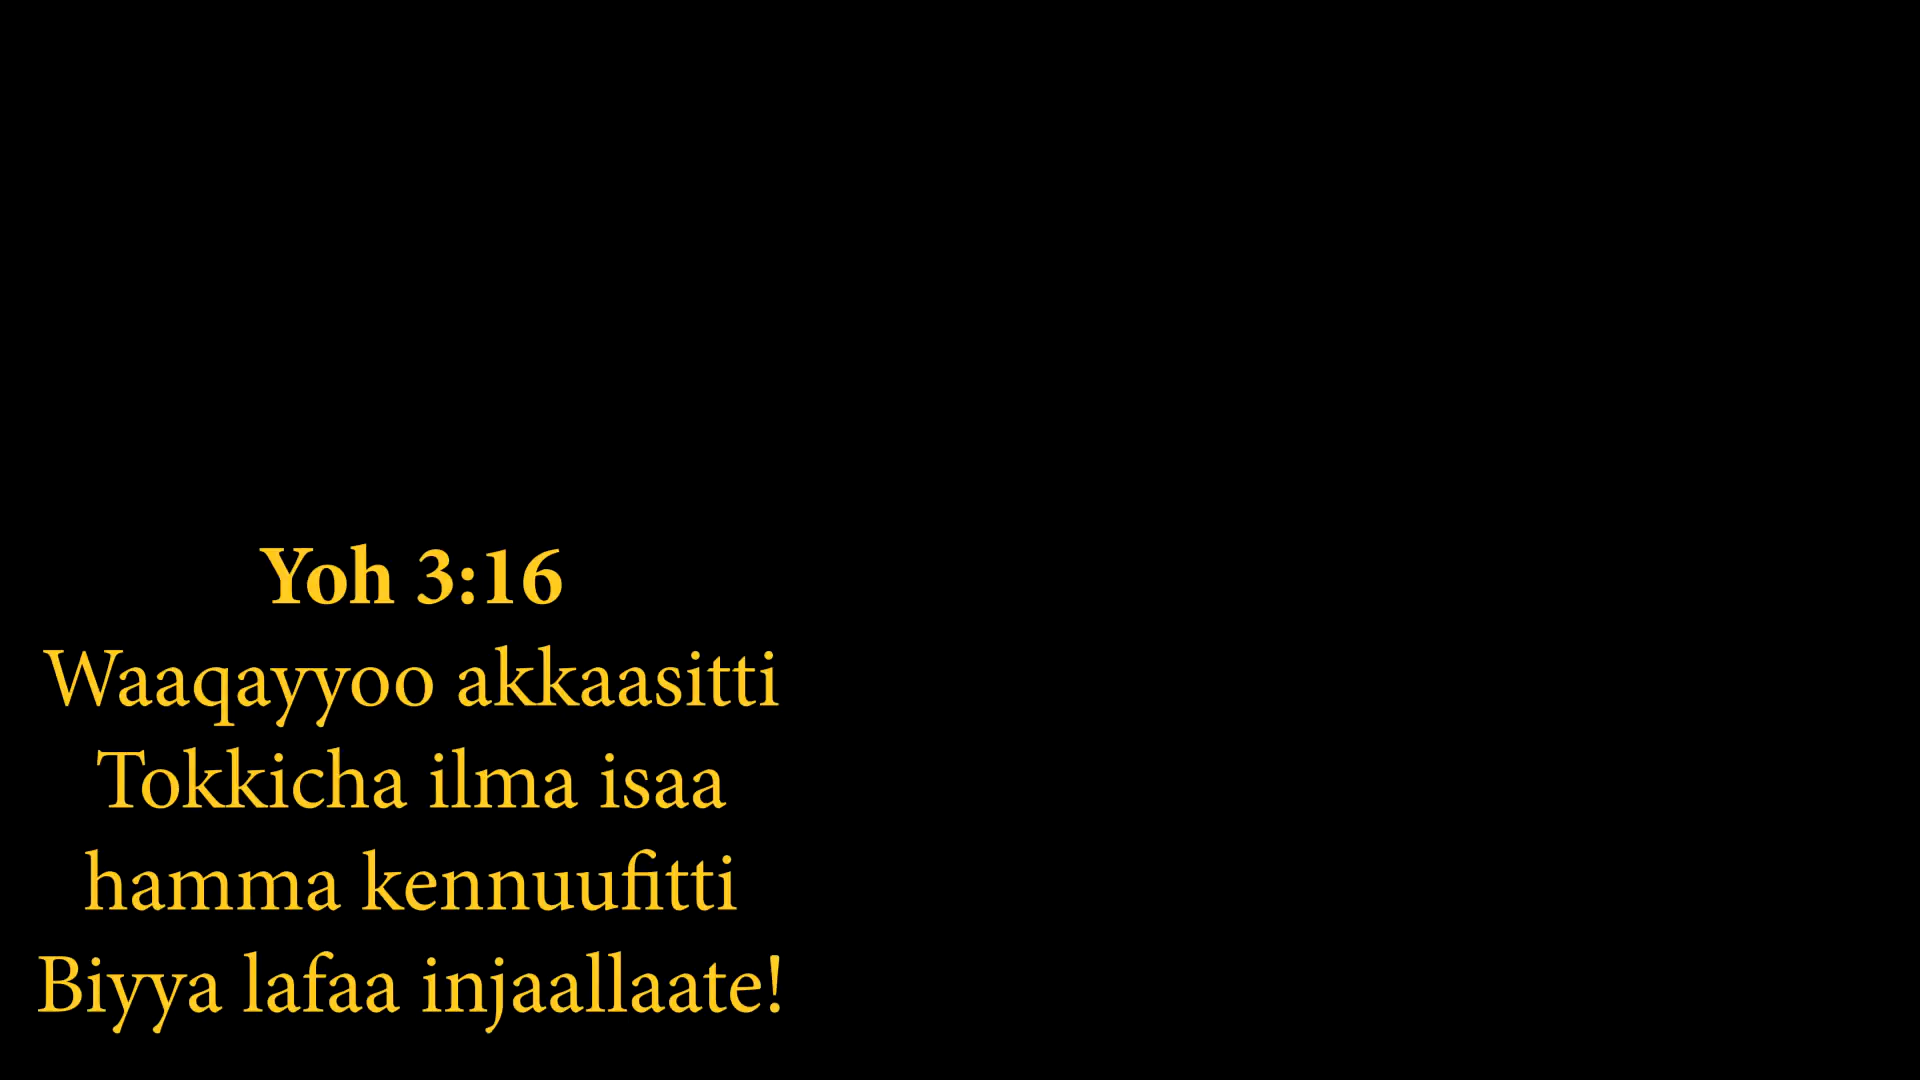 Yoh 3:16
Waaqayyoo akkaasitti
Tokkicha ilma isaa
hamma kennuufitti
Biyya lafaa injaallaate!